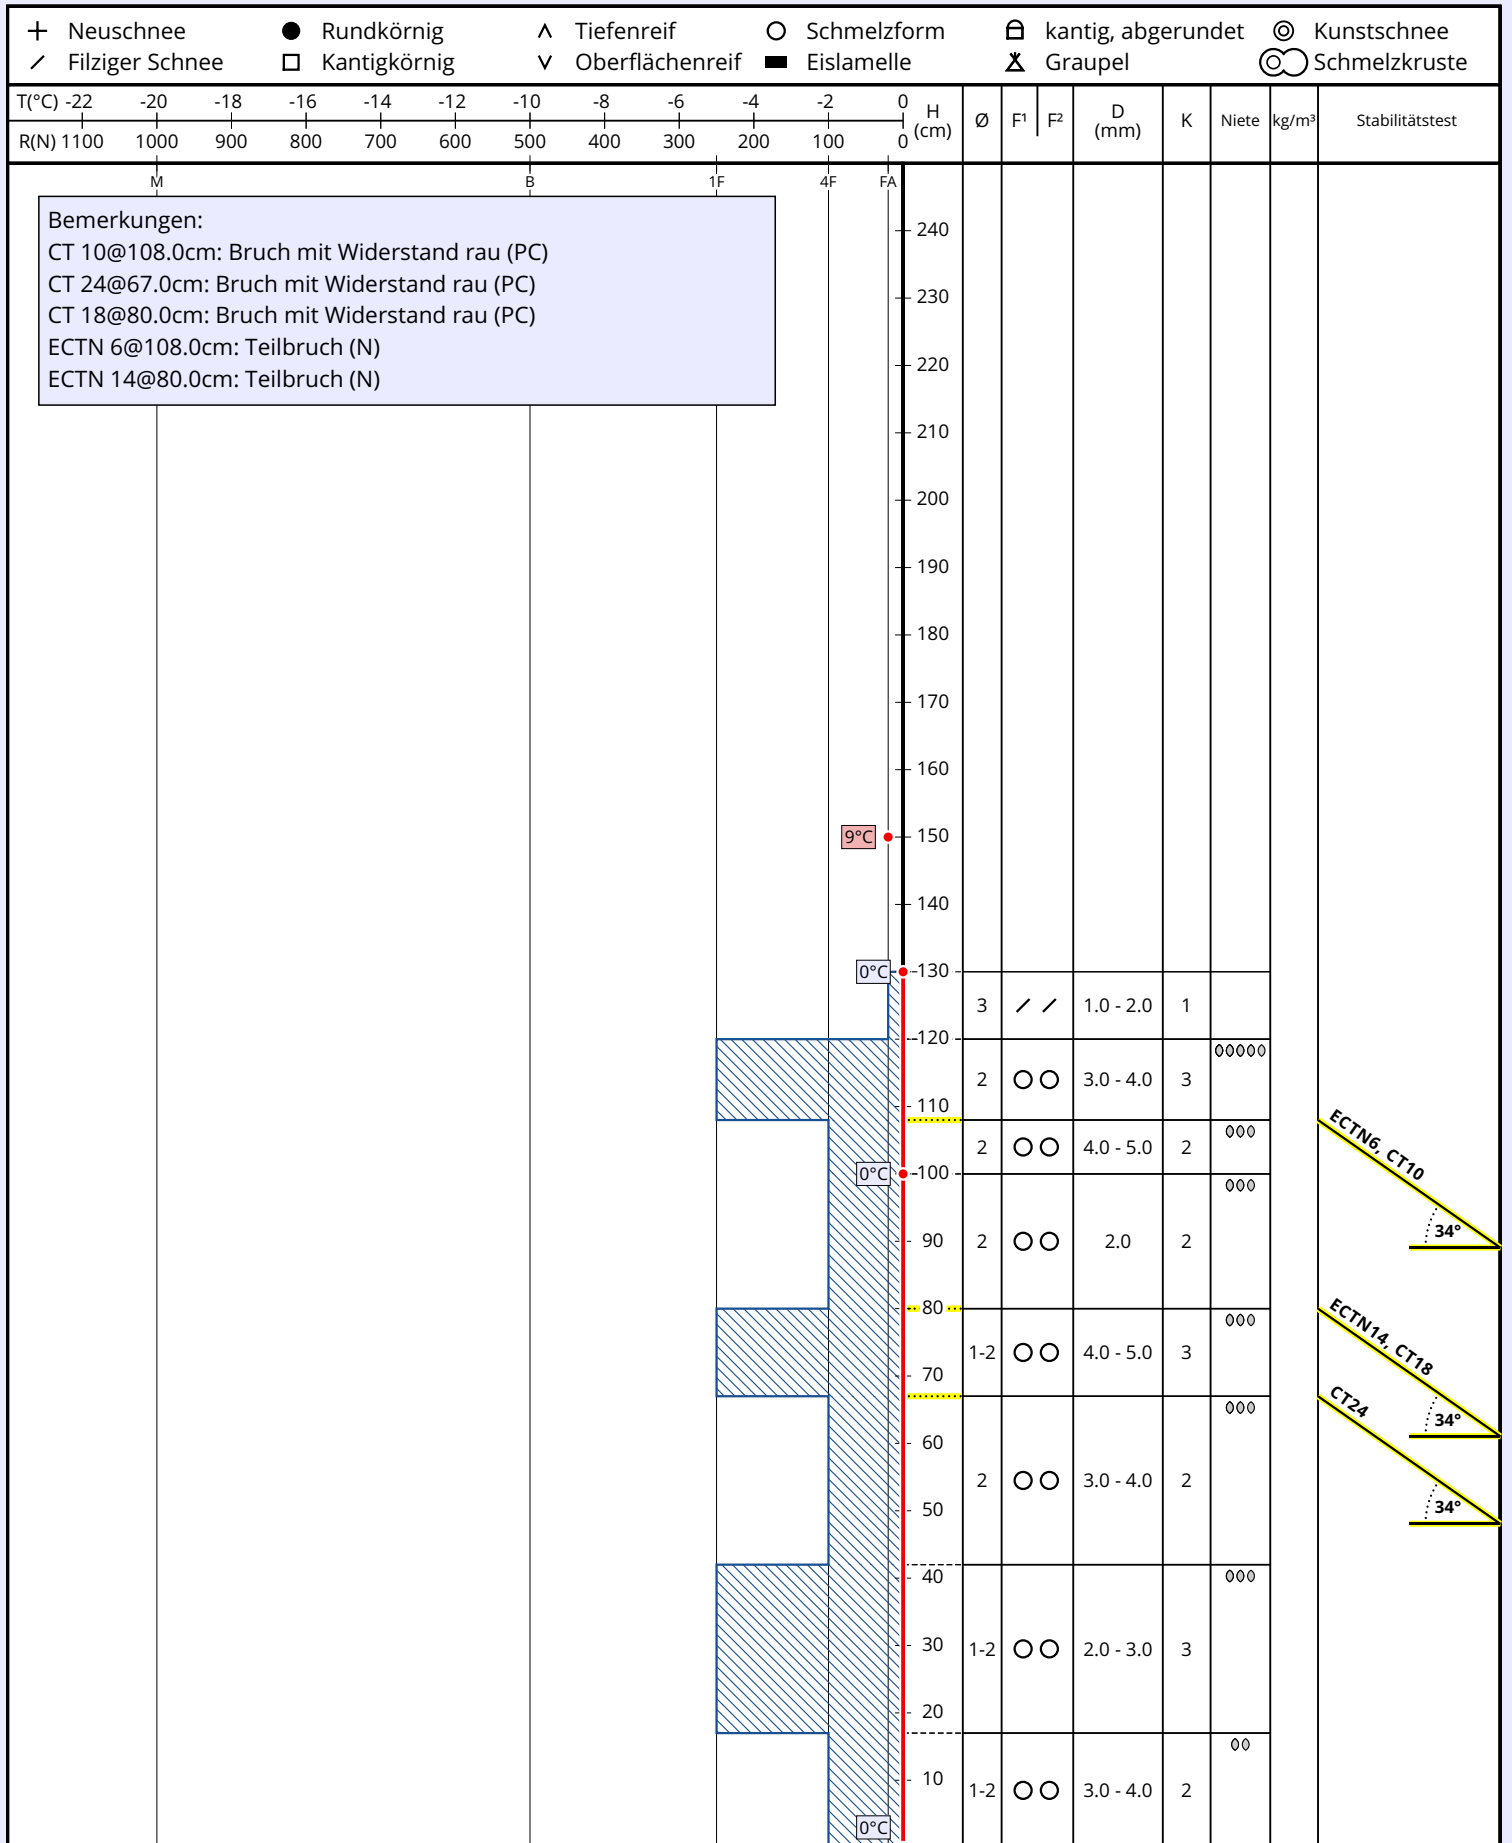 Neuschnee Rundkörnig Tiefenreif Schmelzform kantig, abgerundet Kunstschnee
Filziger Schnee Kantigkörnig Oberflächenreif Eislamelle Graupel Schmelzkruste
T(°C) -22 -20 -18 -16 -14 -12 -10 -8 -6 -4 -2 0
R(N) 1100 1000 900 800 700 600 500 400 300 200 100 0
H (cm) Ø F¹ F² D (mm) K Niete kg/m³ Stabilitätstest
M B 1F 4F FA
Bemerkungen:
CT 10@108.0cm: Bruch mit Widerstand rau (PC)
CT 24@67.0cm: Bruch mit Widerstand rau (PC)
CT 18@80.0cm: Bruch mit Widerstand rau (PC)
ECTN 6@108.0cm: Teilbruch (N)
ECTN 14@80.0cm: Teilbruch (N)
240
230
220
210
200
190
180
170
160
9°C 150
140
0°C 130
3 1.0 - 2.0 1
120
2 3.0 - 4.0 3
110
ECTN6, CT10
2 4.0 - 5.0 2
0°C 100
34°
90 2 2.0 2
80
ECTN14, CT18
1-2 4.0 - 5.0 3
70
CT24
34°
60
2 3.0 - 4.0 2
50
34°
40
30 1-2 2.0 - 3.0 3
20
10
1-2 3.0 - 4.0 2
0°C